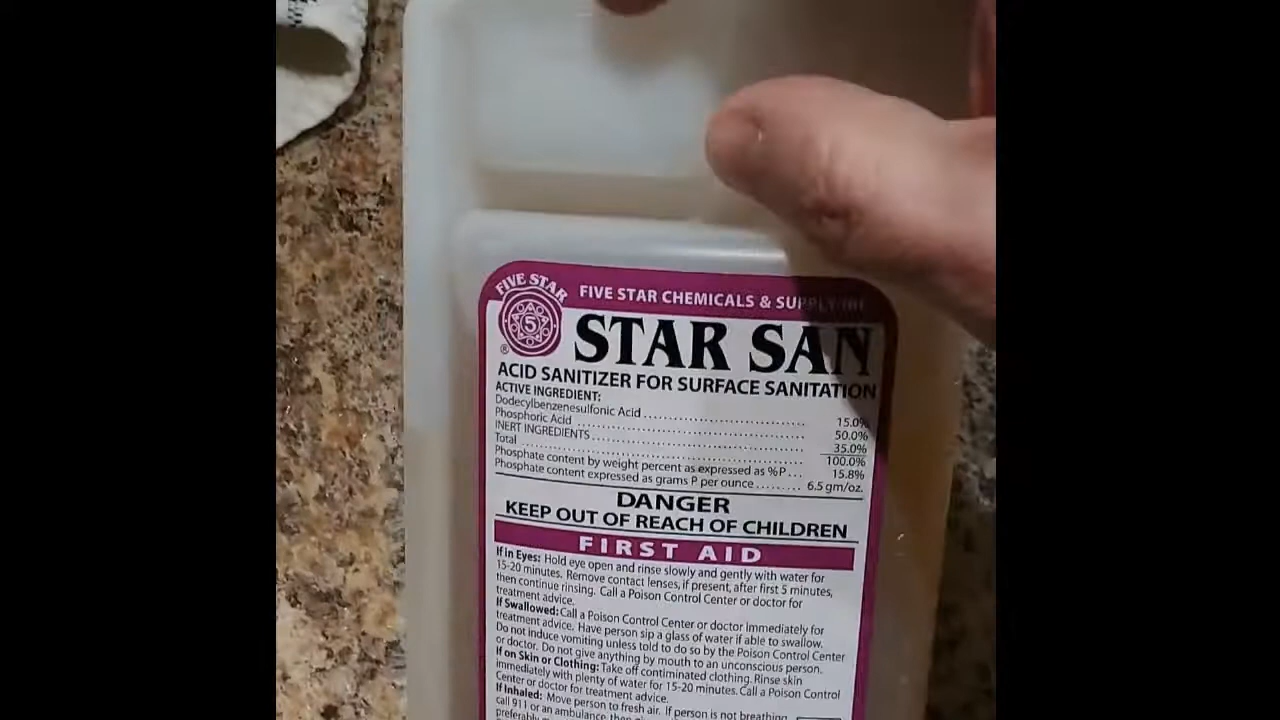 FIVE STAR
FIVE STAR CHEMICALS & SUPPLY
5
®
STAR SAN
ACID SANITIZER FOR SURFACE SANITATION
ACTIVE INGREDIENT:
Dodecylbenzenesulfonic Acid ........................ 15.0%
Phosphoric Acid ........................ 50.0%
INERT INGREDIENTS ........................ 35.0%
Total ........................ 100.0%
Phosphate content by weight percent as expressed as %P... 15.8%
Phosphate content expressed as grams P per ounce......... 6.5 gm/oz.
DANGER
KEEP OUT OF REACH OF CHILDREN
FIRST AID
If in Eyes: Hold eye open and rinse slowly and gently with water for
15-20 minutes. Remove contact lenses, if present, after first 5 minutes,
then continue rinsing. Call a Poison Control Center or doctor for
treatment advice.
If Swallowed: Call a Poison Control Center or doctor immediately for
treatment advice. Have person sip a glass of water if able to swallow.
Do not induce vomiting unless told to do so by the Poison Control Center
or doctor. Do not give anything by mouth to an unconscious person.
If on Skin or Clothing: Take off contiminated clothing. Rinse skin
immediately with plenty of water for 15-20 minutes. Call a Poison Control
Center or doctor for treatment advice.
If Inhaled: Move person to fresh air. If person is not breathing,
call 911 or an ambulance, then
preferably